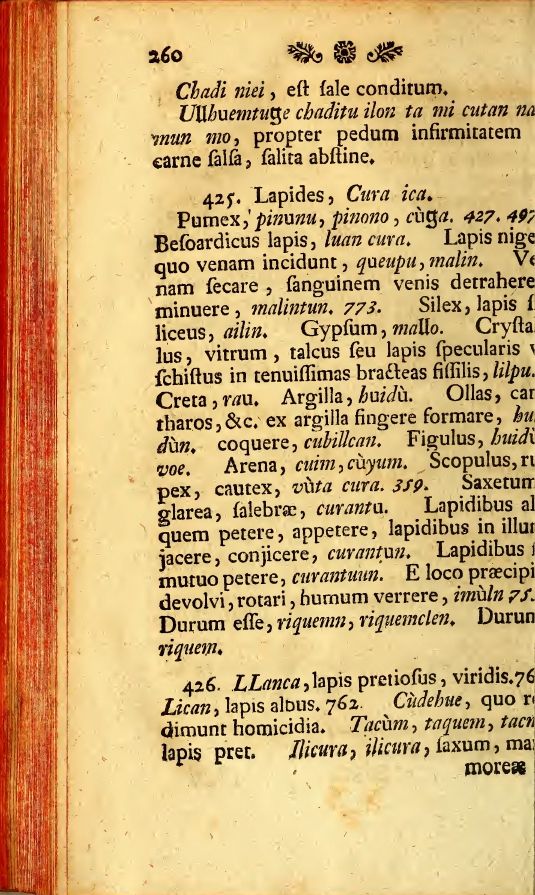 260
Chadi niei, eſt ſale conditum.
Ullhuemtuge chaditu ilon ta mi cutan na
mun mo, propter pedum infirmitatem
carne ſalſa, ſalita abſtine.
425. Lapides, Cura ica.
Pumex, pinunu, pinono, cùga. 427. 497
Beſoardicus lapis, luan cura. Lapis nige
quo venam incidunt, queupu, malin. Ve
nam ſecare, ſanguinem venis detrahere
minuere, malintun. 773. Silex, lapis ſ
liceus, ailin. Gypſum, mallo. Cryſta
lus, vitrum, talcus ſeu lapis ſpecularis v
ſchiſtus in tenuiſſimas bracteas fiſſilis, lilpu.
Creta, rau. Argilla, huidù. Ollas, can
tharos, &c. ex argilla fingere formare, hu
dùn. coquere, cubillcan. Figulus, huidù
voe. Arena, cuim, cùyum. Scopulus, ru
pex, cautex, vùta cura. 359. Saxetum
glarea, ſalebræ, curantu. Lapidibus al
quem petere, appetere, lapidibus in illum
jacere, conjicere, curantun. Lapidibus ſ
mutuo petere, curantuun. E loco præcipi
devolvi, rotari, humum verrere, imùln 75.
Durum eſſe, riquemn, riquemclen. Durun
riquem.
426. LLanca, lapis pretioſus, viridis. 76
Lican, lapis albus. 762. Cùdehue, quo re
dimunt homicidia. Tacùm, taquem, tacn
lapis pret. Ilicura, ilicura, ſaxum, mar
moreæ